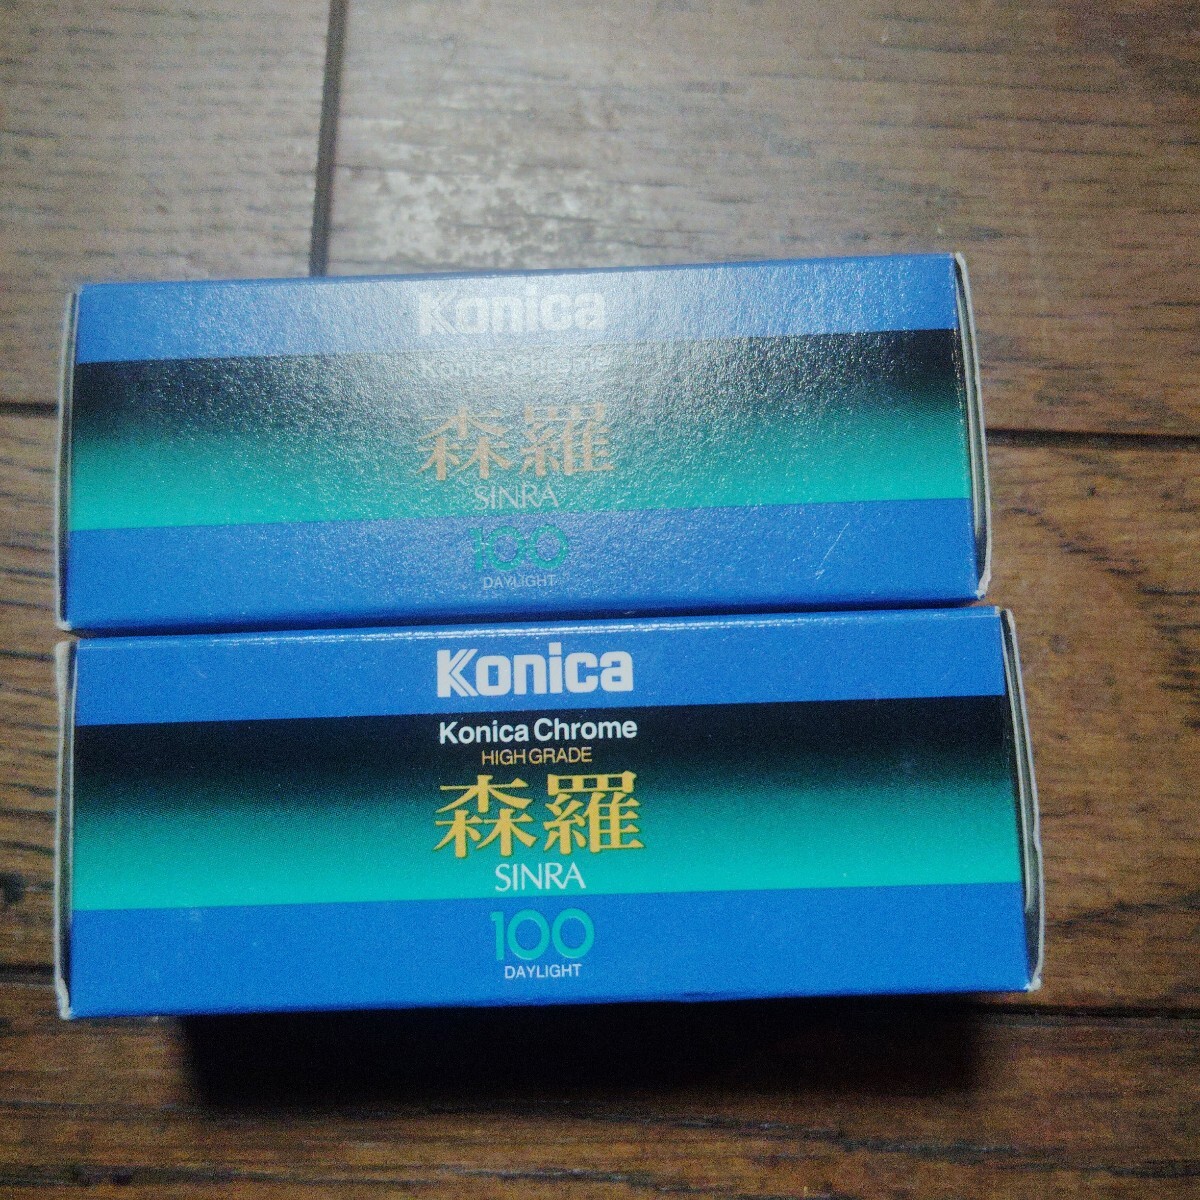 Konica
Konica Chrome
森羅
SINRA
100
DAYLIGHT
Konica
Konica Chrome
HIGH GRADE
森羅
SINRA
100
DAYLIGHT